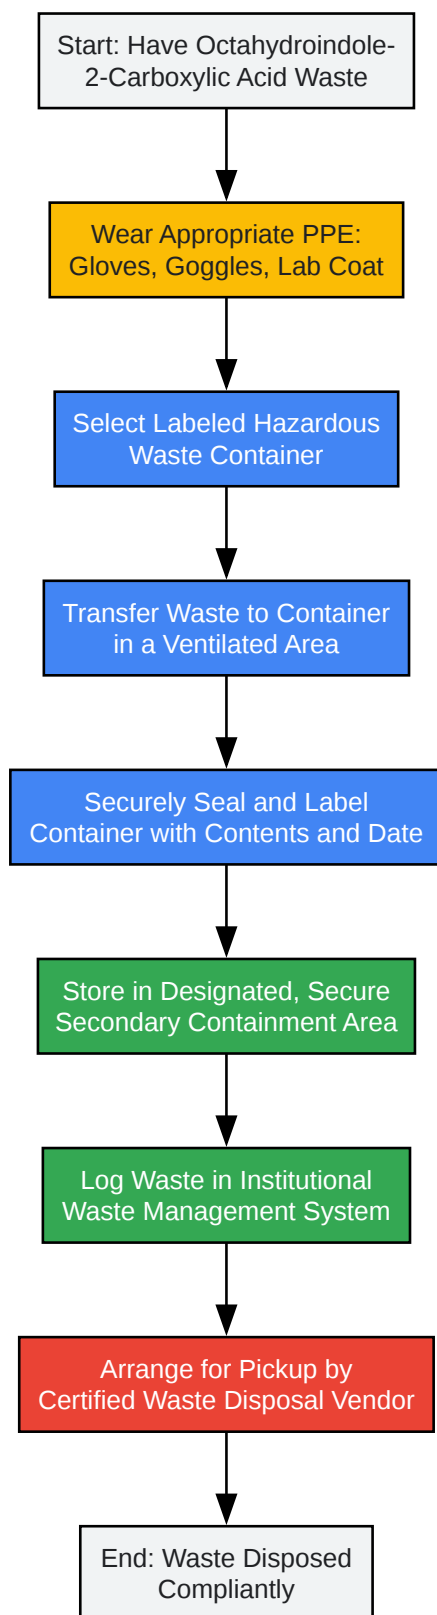 Start: Have Octahydroindole-
2-Carboxylic Acid Waste
Wear Appropriate PPE:
Gloves, Goggles, Lab Coat
Select Labeled Hazardous
Waste Container
Transfer Waste to Container
in a Ventilated Area
Securely Seal and Label
Container with Contents and Date
Store in Designated, Secure
Secondary Containment Area
Log Waste in Institutional
Waste Management System
Arrange for Pickup by
Certified Waste Disposal Vendor
End: Waste Disposed
Compliantly